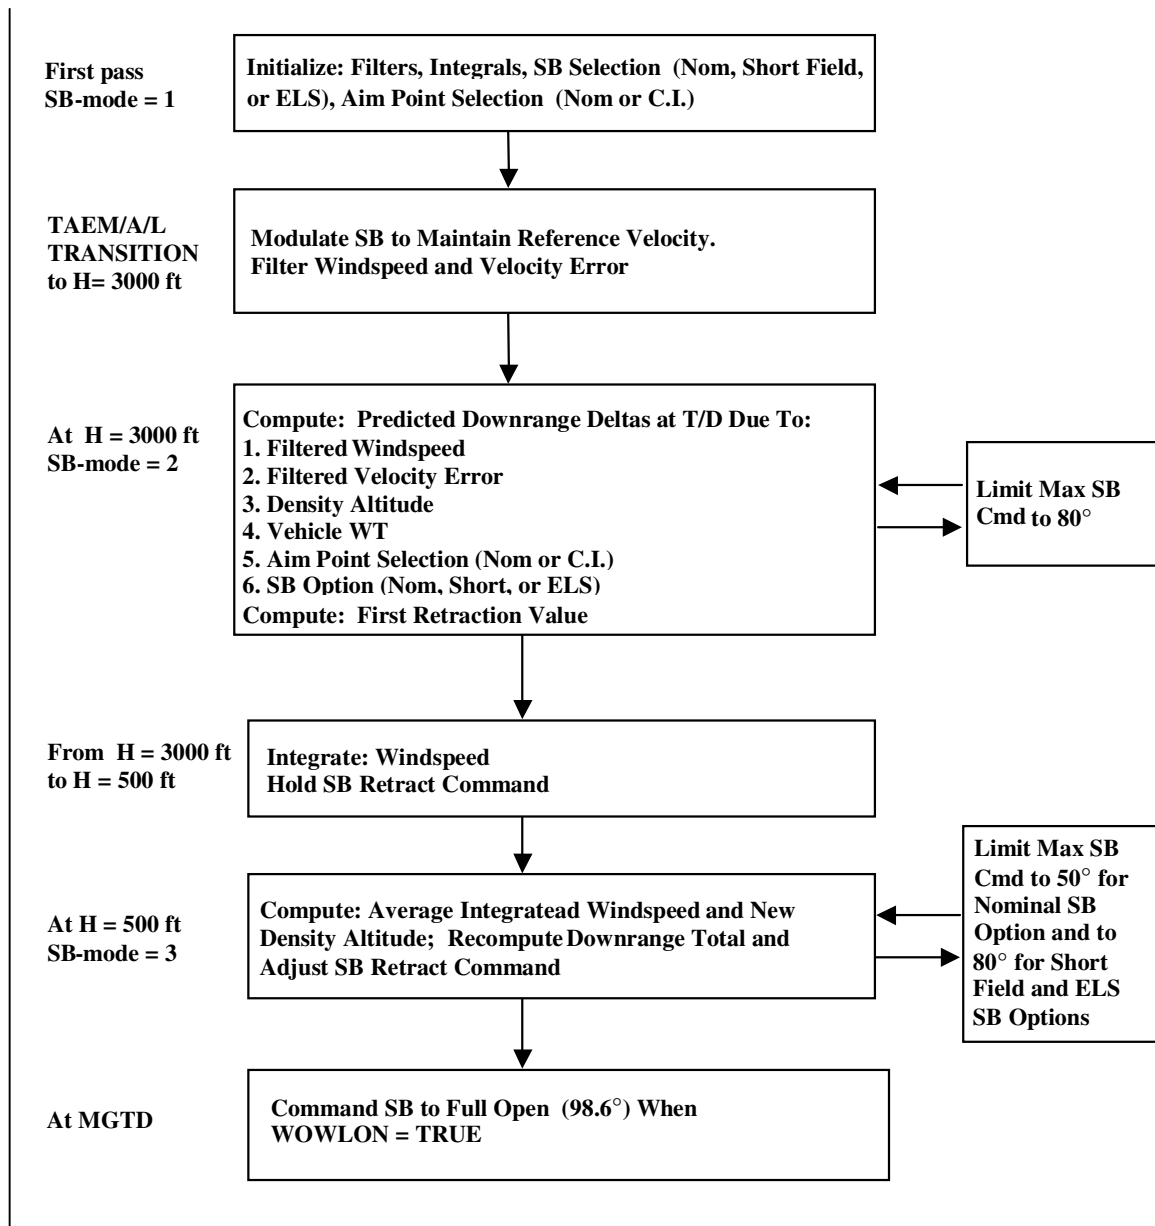 First pass
SB-mode = 1
Initialize: Filters, Integrals, SB Selection (Nom, Short Field,
or ELS), Aim Point Selection (Nom or C.I.)
TAEM/A/L
TRANSITION
to H= 3000 ft
Modulate SB to Maintain Reference Velocity.
Filter Windspeed and Velocity Error
At H = 3000 ft
SB-mode = 2
Compute: Predicted Downrange Deltas at T/D Due To:
1. Filtered Windspeed
2. Filtered Velocity Error
3. Density Altitude
4. Vehicle WT
5. Aim Point Selection (Nom or C.I.)
6. SB Option (Nom, Short, or ELS)
Compute: First Retraction Value
Limit Max SB
Cmd to 80°
From H = 3000 ft
to H = 500 ft
Integrate: Windspeed
Hold SB Retract Command
At H = 500 ft
SB-mode = 3
Compute: Average Integratead Windspeed and New
Density Altitude; Recompute Downrange Total and
Adjust SB Retract Command
Limit Max SB
Cmd to 50° for
Nominal SB
Option and to
80° for Short
Field and ELS
SB Options
At MGTD
Command SB to Full Open (98.6°) When
WOWLON = TRUE